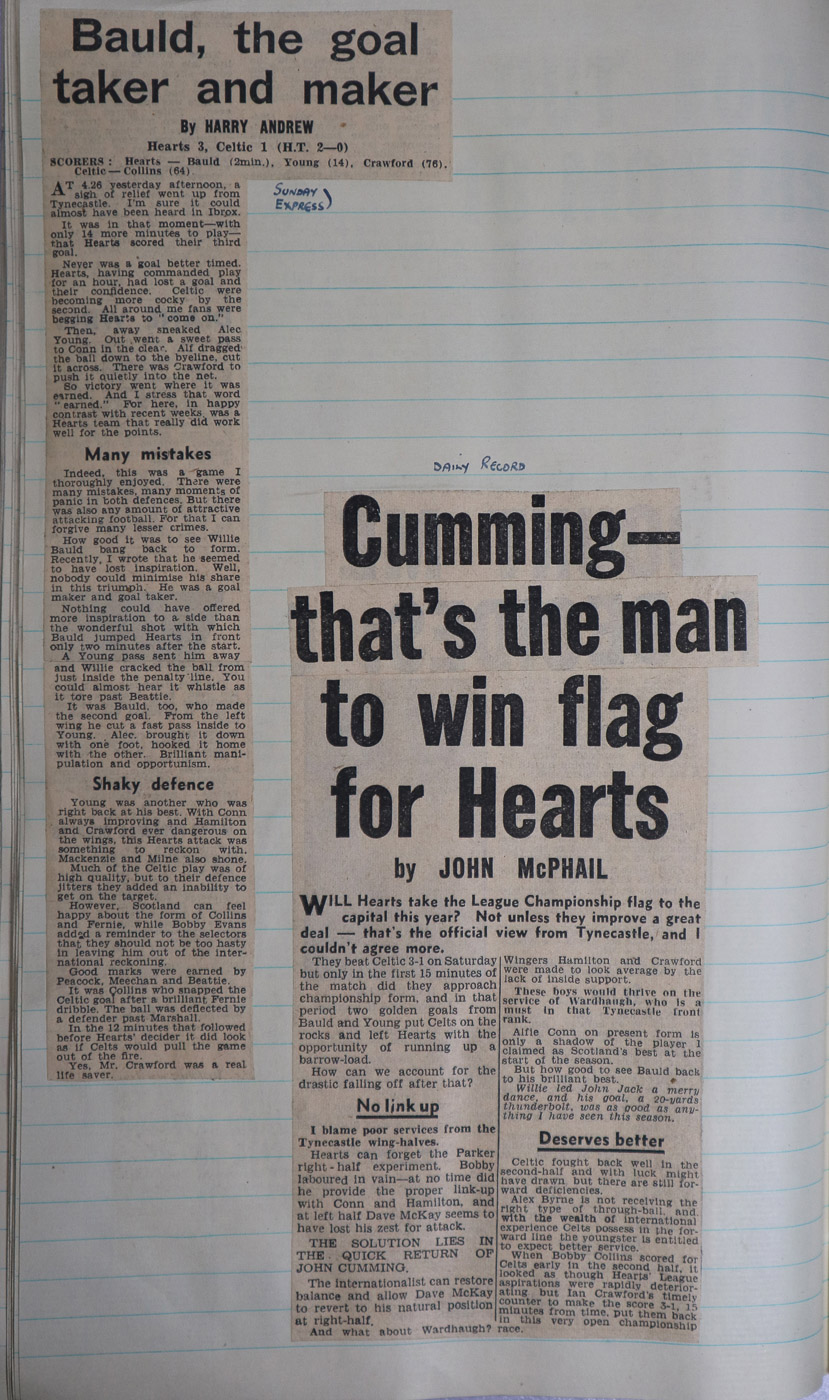 Bauld, the goal
taker and maker
By HARRY ANDREW
Hearts 3, Celtic 1 (H.T. 2—0)
SCORERS : Hearts — Bauld (2min.), Young (14), Crawford (76).
Celtic — Collins (64)
AT 4.26 yesterday afternoon, a
sigh of relief went up from
Tynecastle. I'm sure it could
almost have been heard in Ibrox.
It was in that moment—with
only 14 more minutes to play—
that Hearts scored their third
goal.
Never was a goal better timed.
Hearts, having commanded play
for an hour, had lost a goal and
their confidence. Celtic were
becoming more cocky by the
second. All around me fans were
begging Hearts to "come on."
Then, away sneaked Alec
Young. Out went a sweet pass
to Conn in the clear. Alf dragged
the ball down to the byeline, cut
it across. There was Crawford to
push it quietly into the net.
So victory went where it was
earned. And I stress that word
"earned." For here, in happy
contrast with recent weeks, was a
Hearts team that really did work
well for the points.
Many mistakes
Indeed, this was a game I
thoroughly enjoyed. There were
many mistakes, many moments of
panic in both defences. But there
was also any amount of attractive
attacking football. For that I can
forgive many lesser crimes.
How good it was to see Willie
Bauld bang back to form.
Recently, I wrote that he seemed
to have lost inspiration. Well,
nobody could minimise his share
in this triumph. He was a goal
maker and goal taker.
Nothing could have offered
more inspiration to a side than
the wonderful shot with which
Bauld jumped Hearts in front
only two minutes after the start.
A Young pass sent him away
and Willie cracked the ball from
just inside the penalty line. You
could almost hear it whistle as
it tore past Beattie.
It was Bauld, too, who made
the second goal. From the left
wing he cut a fast pass inside to
Young. Alec brought it down
with one foot, hooked it home
with the other. Brilliant mani-
pulation and opportunism.
Shaky defence
Young was another who was
right back at his best. With Conn
always improving and Hamilton
and Crawford ever dangerous on
the wings, this Hearts attack was
something to reckon with.
Mackenzie and Milne also shone.
Much of the Celtic play was of
high quality, but to their defence
jitters they added an inability to
get on the target.
However, Scotland can feel
happy about the form of Collins
and Fernie, while Bobby Evans
added a reminder to the selectors
that they should not be too hasty
in leaving him out of the inter-
national reckoning.
Good marks were earned by
Peacock, Meechan and Beattie.
It was Collins who snapped the
Celtic goal after a brilliant Fernie
dribble. The ball was deflected by
a defender past Marshall.
In the 12 minutes that followed
before Hearts' decider it did look
as if Celts would pull the game
out of the fire.
Yes, Mr. Crawford was a real
life saver.
SUNDAY
EXPRESS)
DAILY RECORD
Cumming—
that's the man
to win flag
for Hearts
by JOHN McPHAIL
WILL Hearts take the League Championship flag to the
capital this year? Not unless they improve a great
deal — that's the official view from Tynecastle, and I
couldn't agree more.
They beat Celtic 3-1 on Saturday
but only in the first 15 minutes of
the match did they approach
championship form, and in that
period two golden goals from
Bauld and Young put Celts on the
rocks and left Hearts with the
opportunity of running up a
barrow-load.
How can we account for the
drastic falling off after that?
No link up
I blame poor services from the
Tynecastle wing-halves.
Hearts can forget the Parker
right-half experiment. Bobby
laboured in vain—at no time did
he provide the proper link-up
with Conn and Hamilton, and
at left half Dave McKay seems to
have lost his zest for attack.
THE SOLUTION LIES IN
THE QUICK RETURN OF
JOHN CUMMING.
The internationalist can restore
balance and allow Dave McKay
to revert to his natural position
at right-half.
And what about Wardhaugh?
Wingers Hamilton and Crawford
were made to look average by the
lack of inside support.
These boys would thrive on the
service of Wardhaugh, who is a
must in that Tynecastle front
rank.
Alfie Conn on present form is
only a shadow of the player I
claimed as Scotland's best at the
start of the season.
But how good to see Bauld back
to his brilliant best.
Willie led John Jack a merry
dance, and his goal, a 20-yards
thunderbolt, was as good as any-
thing I have seen this season.
Deserves better
Celtic fought back well in the
second-half and with luck might
have drawn but there are still for-
ward deficiencies.
Alex Byrne is not receiving the
right type of through-ball, and
with the wealth of international
experience Celts possess in the for-
ward line the youngster is entitled
to expect better service.
When Bobby Collins scored for
Celts early in the second half, it
looked as though Hearts' League
aspirations were rapidly deterior-
ating but Ian Crawford's timely
counter to make the score 3-1, 15
minutes from time, put them back
in this very open championship
race.